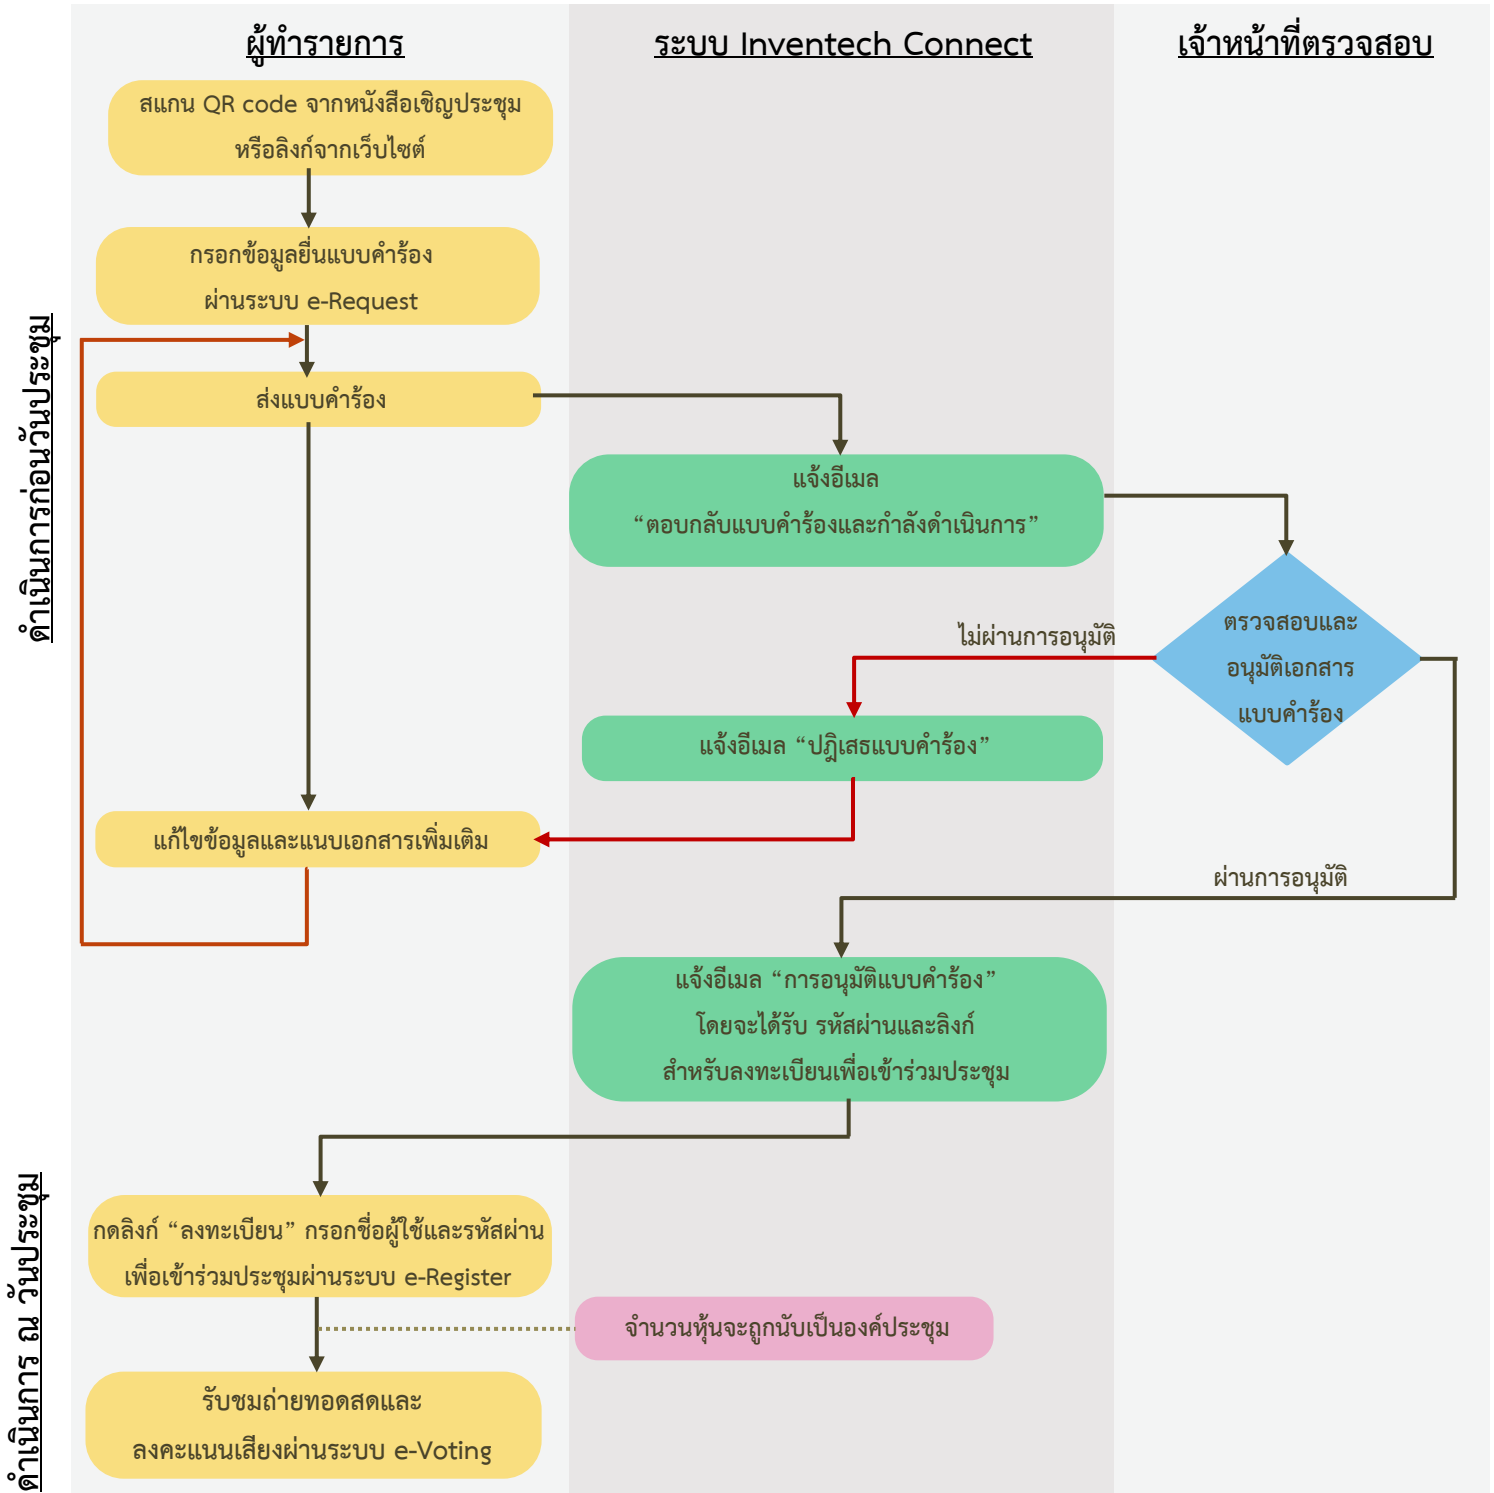 ผู้ทำรายการ
ระบบ Inventech Connect
เจ้าหน้าที่ตรวจสอบ
ดำเนินการก่อนวันประชุม
สแกน QR code จากหนังสือเชิญประชุม
หรือลิงก์จากเว็บไซต์
กรอกข้อมูลยื่นแบบคำร้อง
ผ่านระบบ e-Request
ส่งแบบคำร้อง
แจ้งอีเมล
“ตอบกลับแบบคำร้องและกำลังดำเนินการ”
ตรวจสอบและ
อนุมัติเอกสาร
แบบคำร้อง
ไม่ผ่านการอนุมัติ
แจ้งอีเมล “ปฏิเสธแบบคำร้อง”
แก้ไขข้อมูลและแนบเอกสารเพิ่มเติม
ผ่านการอนุมัติ
แจ้งอีเมล “การอนุมัติแบบคำร้อง”
โดยจะได้รับ รหัสผ่านและลิงก์
สำหรับลงทะเบียนเพื่อเข้าร่วมประชุม
ดำเนินการ ณ วันประชุม
กดลิงก์ “ลงทะเบียน” กรอกชื่อผู้ใช้และรหัสผ่าน
เพื่อเข้าร่วมประชุมผ่านระบบ e-Register
จำนวนหุ้นจะถูกนับเป็นองค์ประชุม
รับชมถ่ายทอดสดและ
ลงคะแนนเสียงผ่านระบบ e-Voting